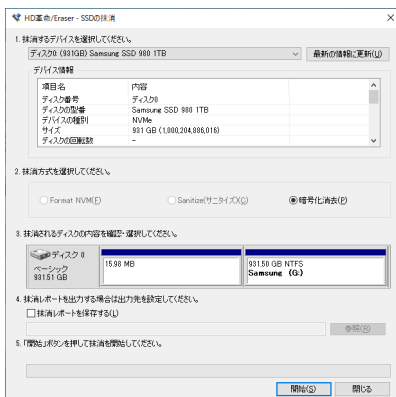 HD革命/Eraser - SSDの抹消
1. 抹消するデバイスを選択してください。
ディスク0: (931GB) Samsung SSD 980 1TB
最新の情報に更新(U)
デバイス情報
項目名 内容
ディスク番号 ディスク0
ディスクの型番 Samsung SSD 980 1TB
デバイスの種別 NVMe
サイズ 931 GB (1,000,204,886,016)
ディスクの回転数 -
2. 抹消方式を選択してください。
Format NVM(F)
Sanitize(サニタイズ)(C)
暗号化消去(P)
3. 抹消されるディスクの内容を確認・選択してください。
ディスク 0
ベーシック
931.51 GB
15.98 MB
931.50 GB NTFS
Samsung (G:)
4. 抹消レポートを出力する場合は出力先を設定してください。
抹消レポートを保存する(L)
参照(R)
5. 「開始」ボタンを押して抹消を開始してください。
開始(S)
閉じる